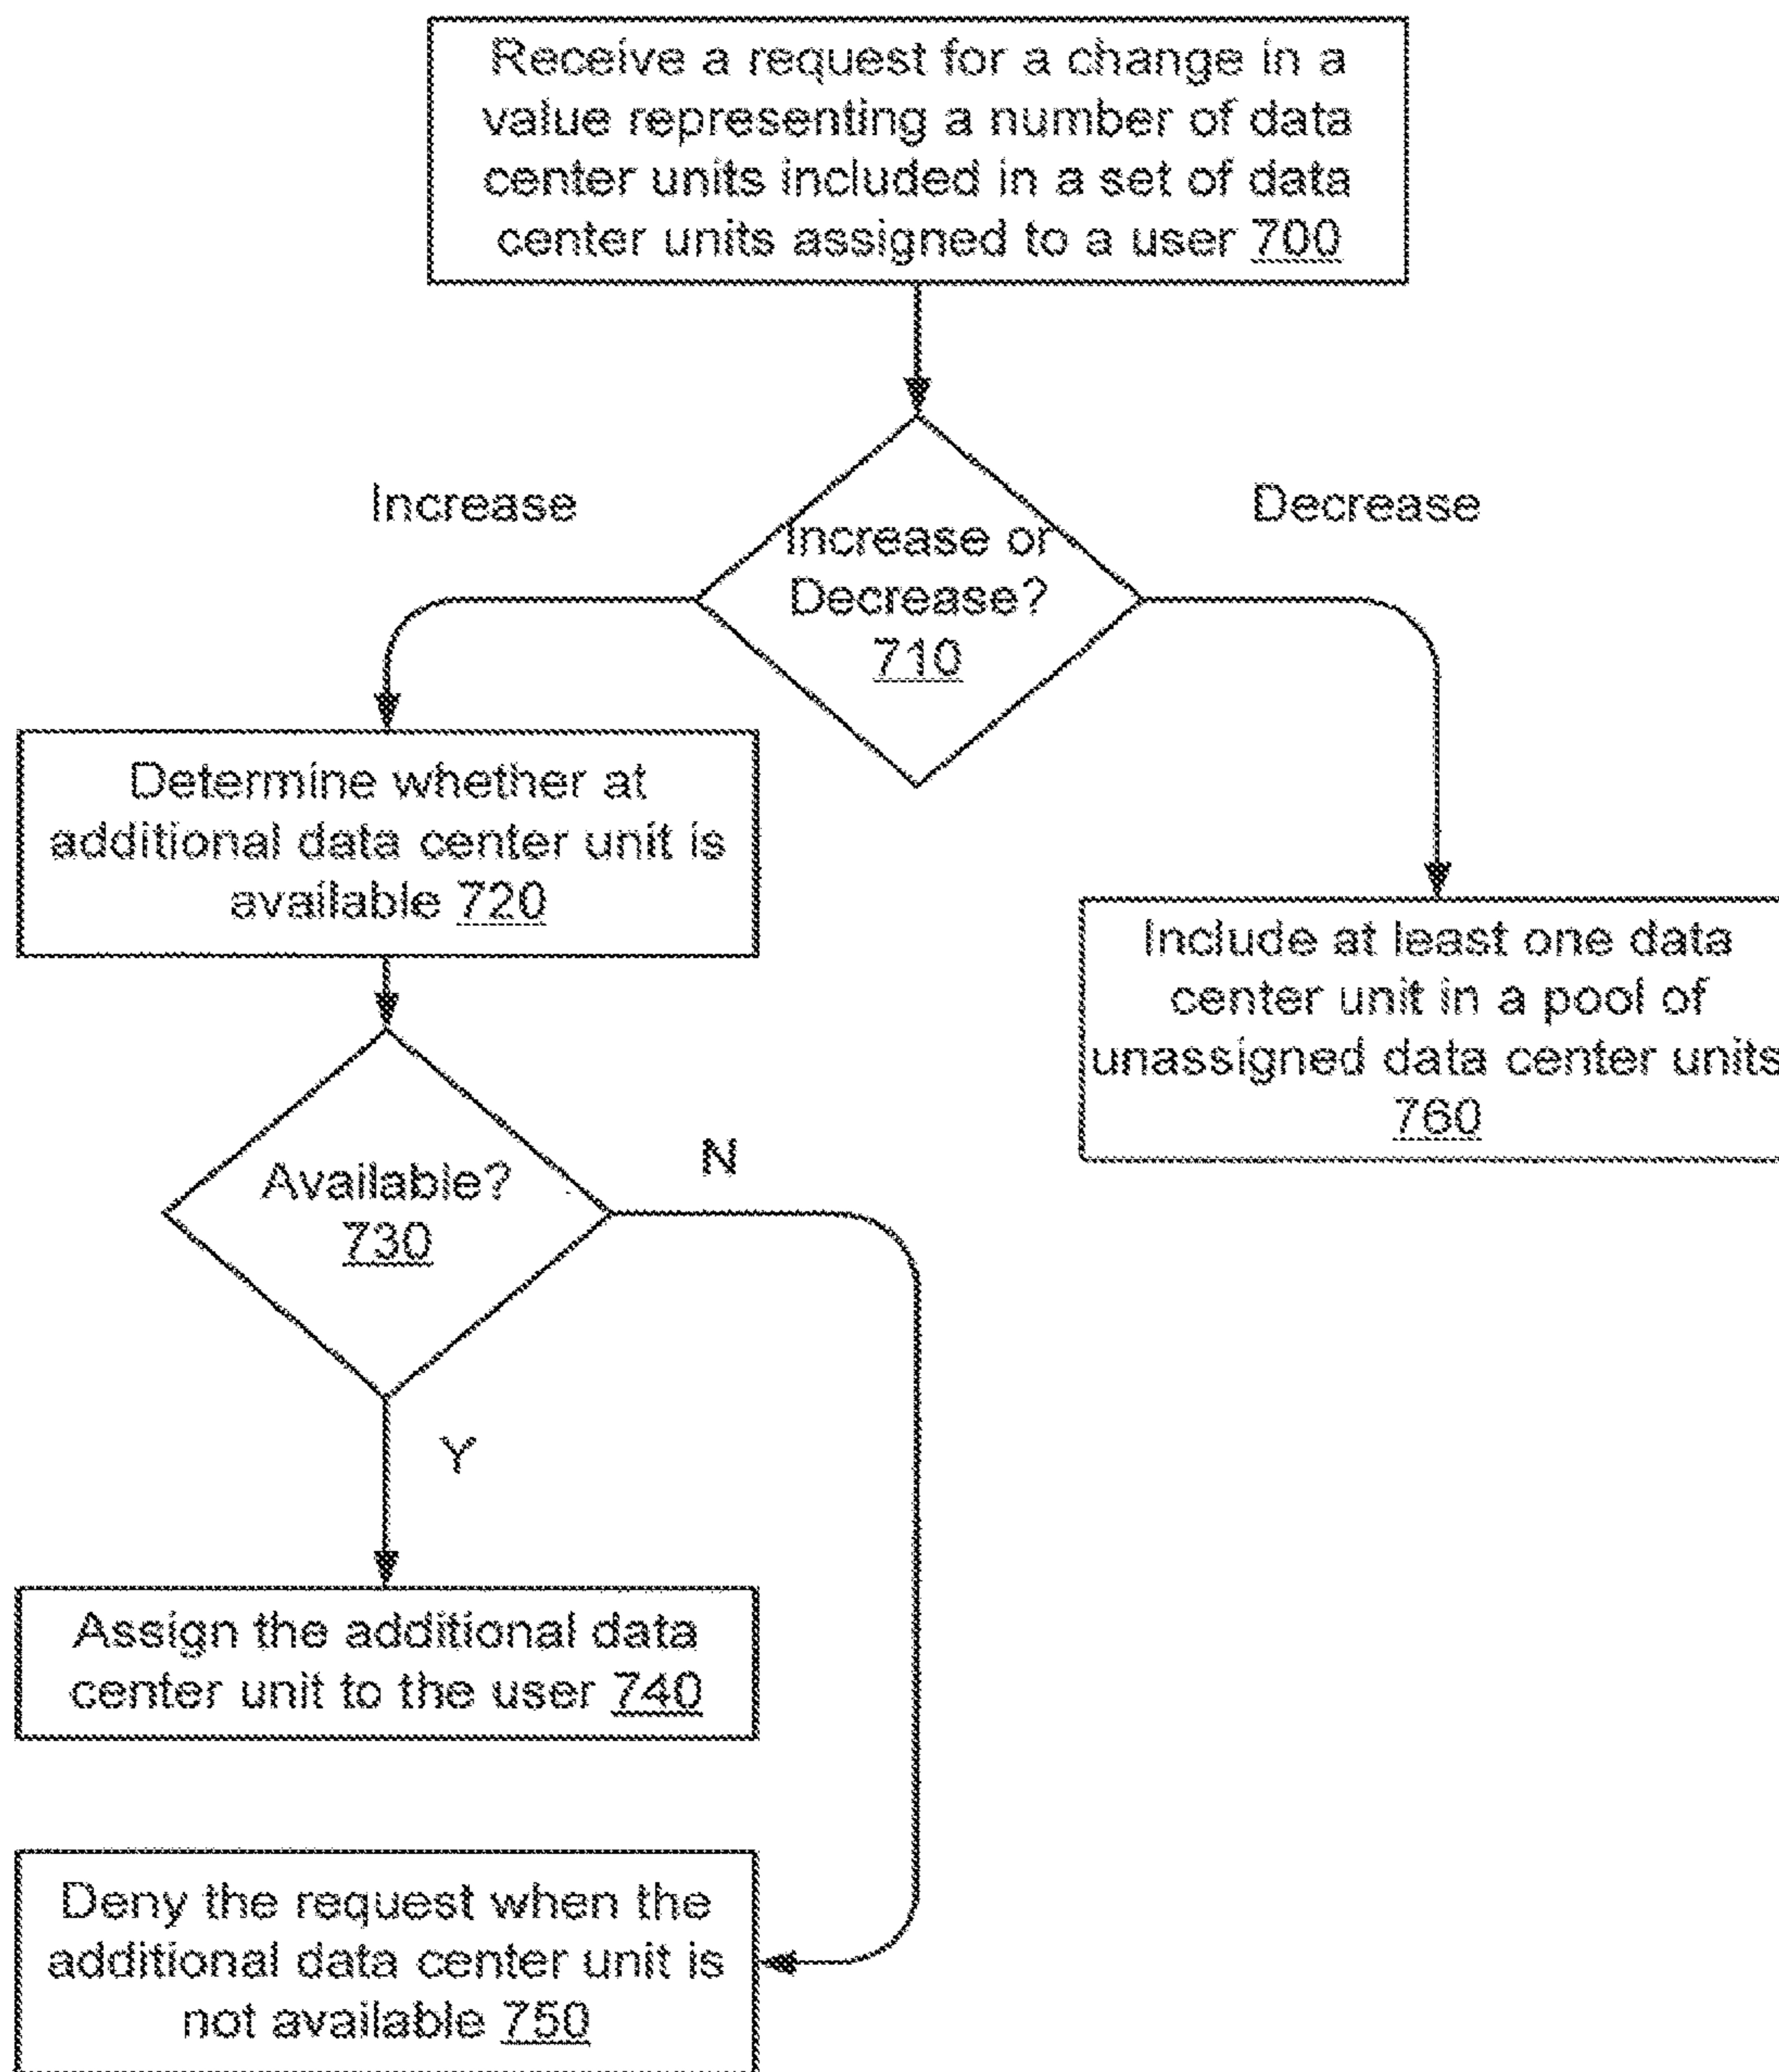 Receive a request for a change in a
value representing a number of data
center units included in a set of data
center units assigned to a user 700
Increase
Decrease
Increase or
Decrease?
710
Determine whether at
additional data center unit is
available 720
Include at least one data
center unit in a pool of
unassigned data center units
760
Available?
730
N
Y
Assign the additional data
center unit to the user 740
Deny the request when the
additional data center unit is
not available 750